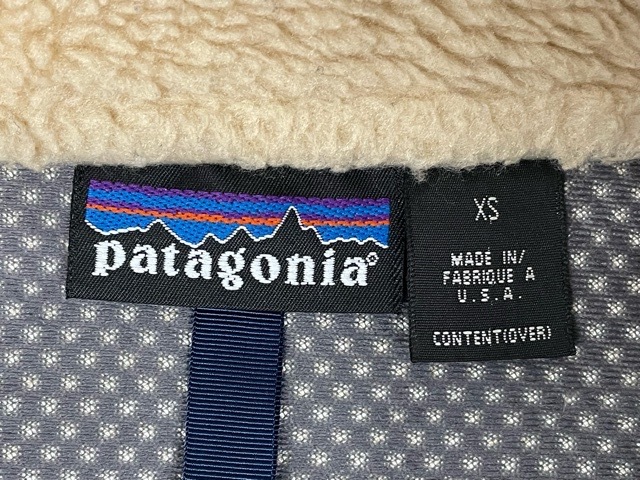 patagonia®
XS
MADE IN/
FABRIQUE A
U.S.A.
CONTENT(OVER)